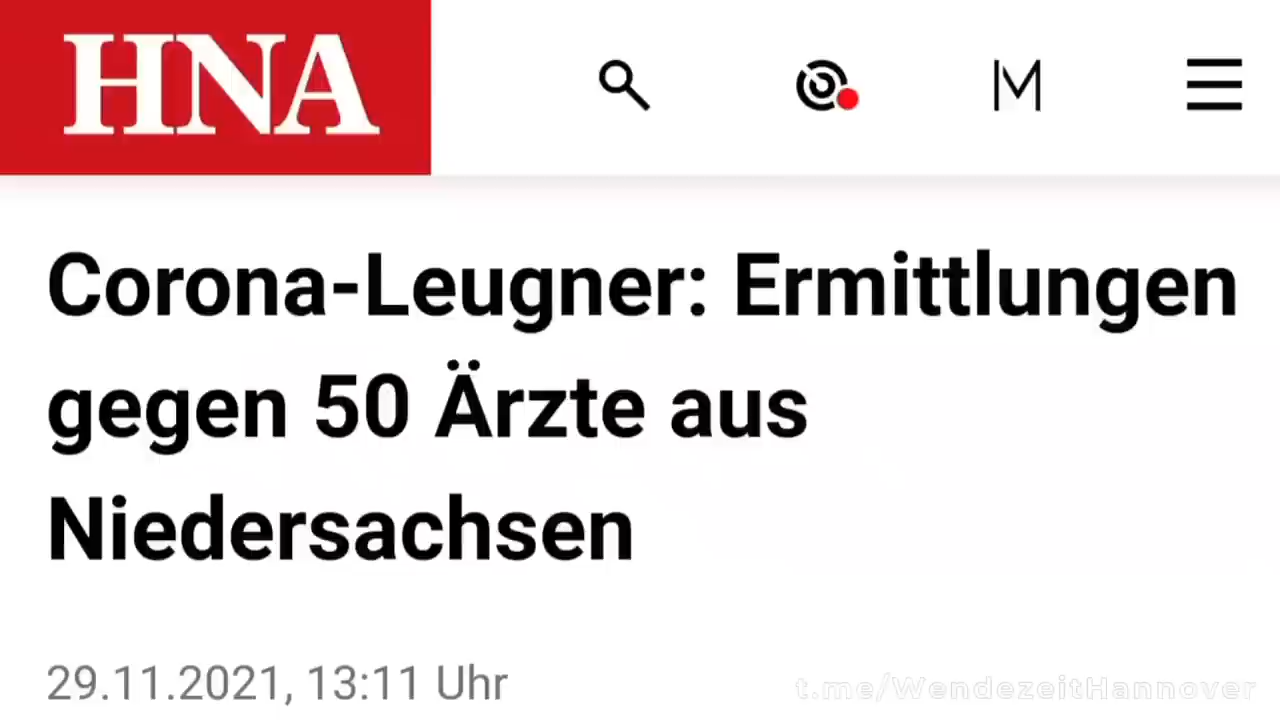 HNA
Corona-Leugner: Ermittlungen
gegen 50 Ärzte aus
Niedersachsen
29.11.2021, 13:11 Uhr
t.me/WendezeitHannover